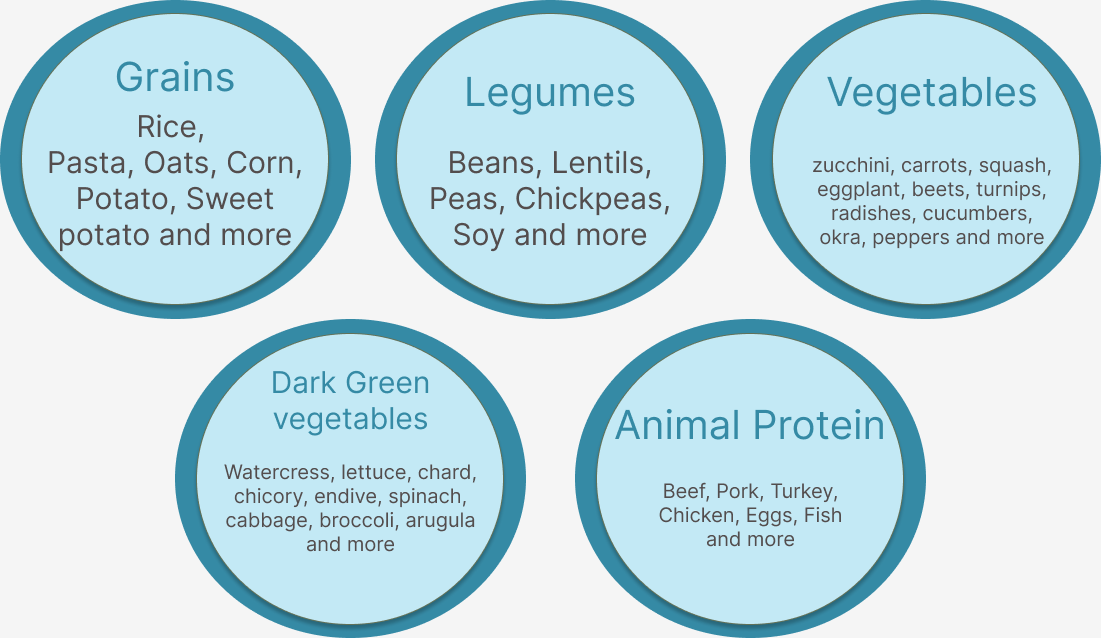 Grains
Rice,
Pasta, Oats, Corn,
Potato, Sweet
potato and more
Legumes
Beans, Lentils,
Peas, Chickpeas,
Soy and more
Vegetables
zucchini, carrots, squash,
eggplant, beets, turnips,
radishes, cucumbers,
okra, peppers and more
Dark Green
vegetables
Watercress, lettuce, chard,
chicory, endive, spinach,
cabbage, broccoli, arugula
and more
Animal Protein
Beef, Pork, Turkey,
Chicken, Eggs, Fish
and more